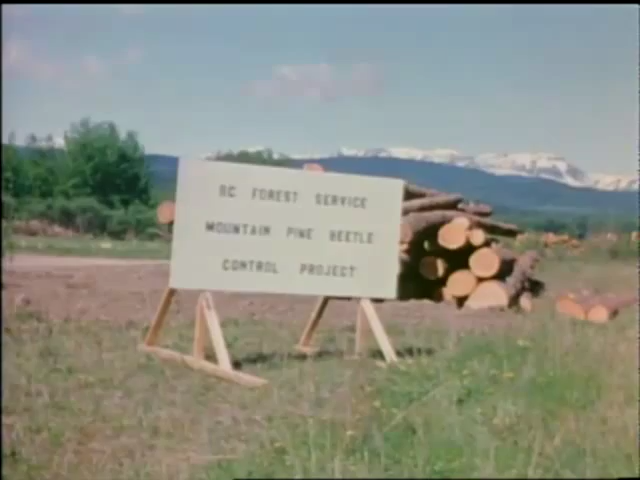 BC FOREST SERVICE
MOUNTAIN PINE BEETLE
CONTROL PROJECT